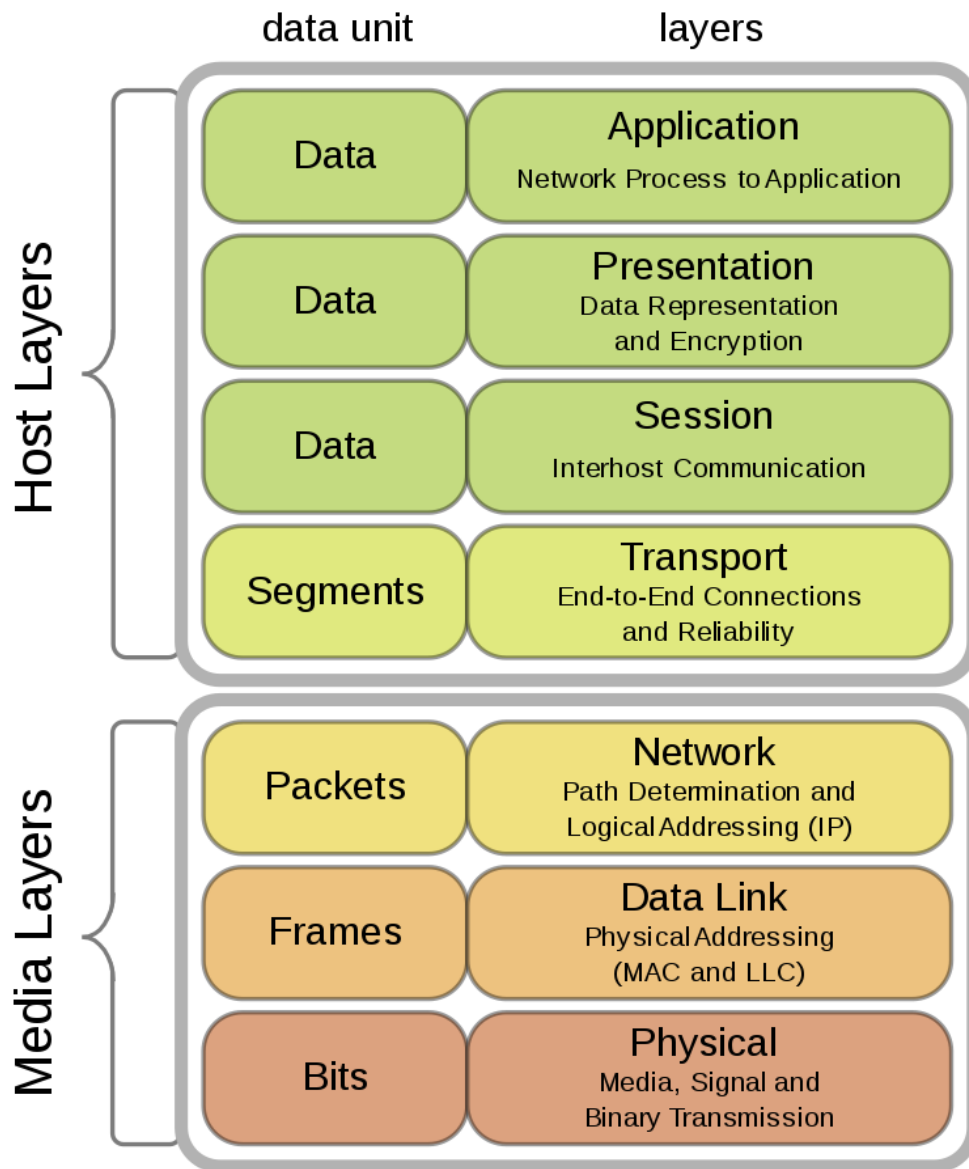 data unit
layers
Host Layers
Data
Application
Network Process to Application
Data
Presentation
Data Representation
and Encryption
Data
Session
Interhost Communication
Segments
Transport
End-to-End Connections
and Reliability
Media Layers
Packets
Network
Path Determination and
Logical Addressing (IP)
Frames
Data Link
Physical Addressing
(MAC and LLC)
Bits
Physical
Media, Signal and
Binary Transmission